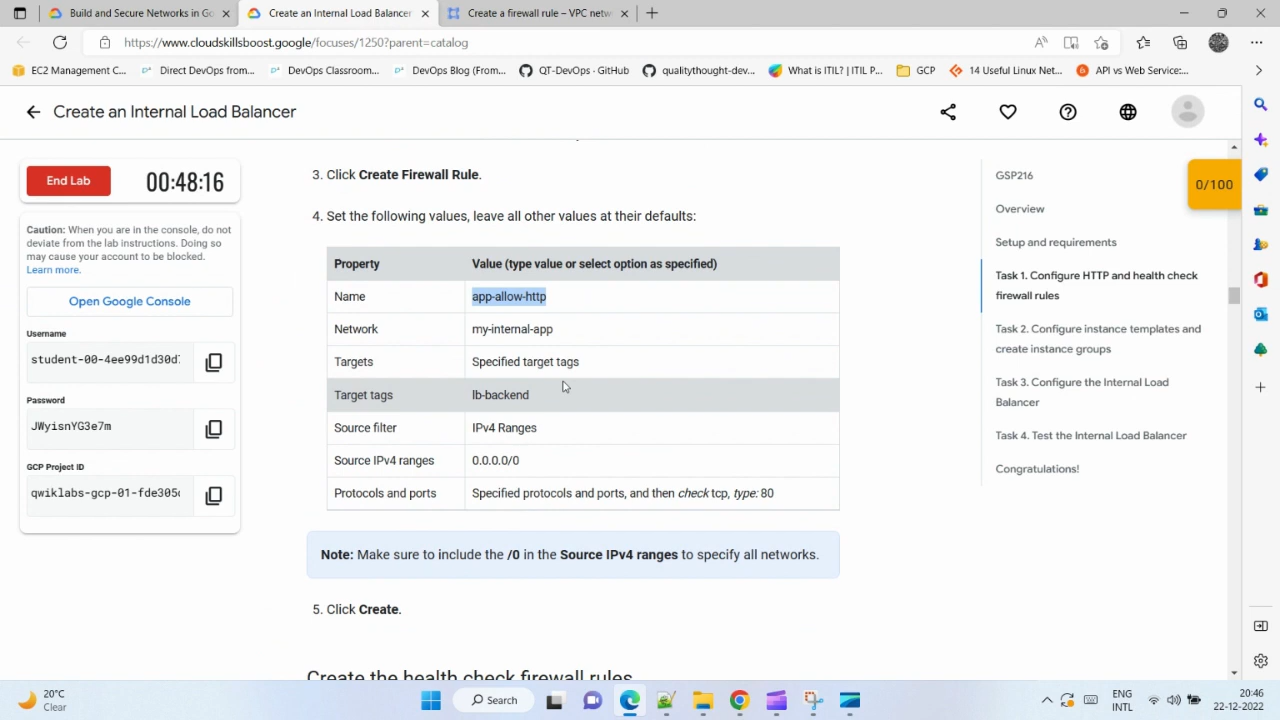 Build and Secure Networks in Go
Create an Internal Load Balancer
Create a firewall rule – VPC netw
https://www.cloudskillsboost.google/focuses/1250?parent=catalog
EC2 Management C...
Direct DevOps from...
DevOps Classroom...
DevOps Blog (From...
QT-DevOps · GitHub
qualitythought-dev...
What is ITIL? | ITIL P...
GCP
14 Useful Linux Net...
API vs Web Service:...
Create an Internal Load Balancer
End Lab
00:48:16
Caution: When you are in the console, do not
deviate from the lab instructions. Doing so
may cause your account to be blocked.
Learn more.
Open Google Console
Username
student-00-4ee99d1d30d
Password
JWyisnYG3e7m
GCP Project ID
qwiklabs-gcp-01-fde305
3. Click Create Firewall Rule.
4. Set the following values, leave all other values at their defaults:
Property Value (type value or select option as specified)
Name app-allow-http
Network my-internal-app
Targets Specified target tags
Target tags lb-backend
Source filter IPv4 Ranges
Source IPv4 ranges 0.0.0.0/0
Protocols and ports Specified protocols and ports, and then check tcp, type: 80
Note: Make sure to include the /0 in the Source IPv4 ranges to specify all networks.
5. Click Create.
Create the health check firewall rules
GSP216
Overview
Setup and requirements
Task 1. Configure HTTP and health check
firewall rules
Task 2. Configure instance templates and
create instance groups
Task 3. Configure the Internal Load
Balancer
Task 4. Test the Internal Load Balancer
Congratulations!
0/100
20°C
Clear
Search
ENG
INTL
20:46
22-12-2022